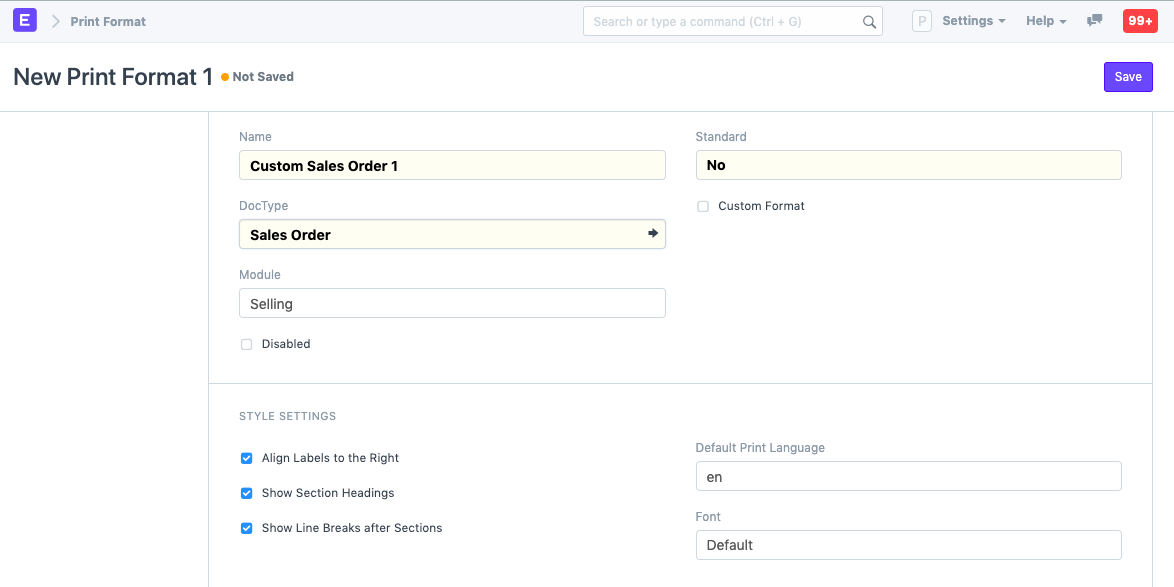 E Print Format Search or type a command (Ctrl + G) P Settings Help 99+
New Print Format 1 Not Saved Save
Name
Custom Sales Order 1
Standard
No
Custom Format
DocType
Sales Order
Module
Selling
Disabled
STYLE SETTINGS
Align Labels to the Right
Show Section Headings
Show Line Breaks after Sections
Default Print Language
en
Font
Default